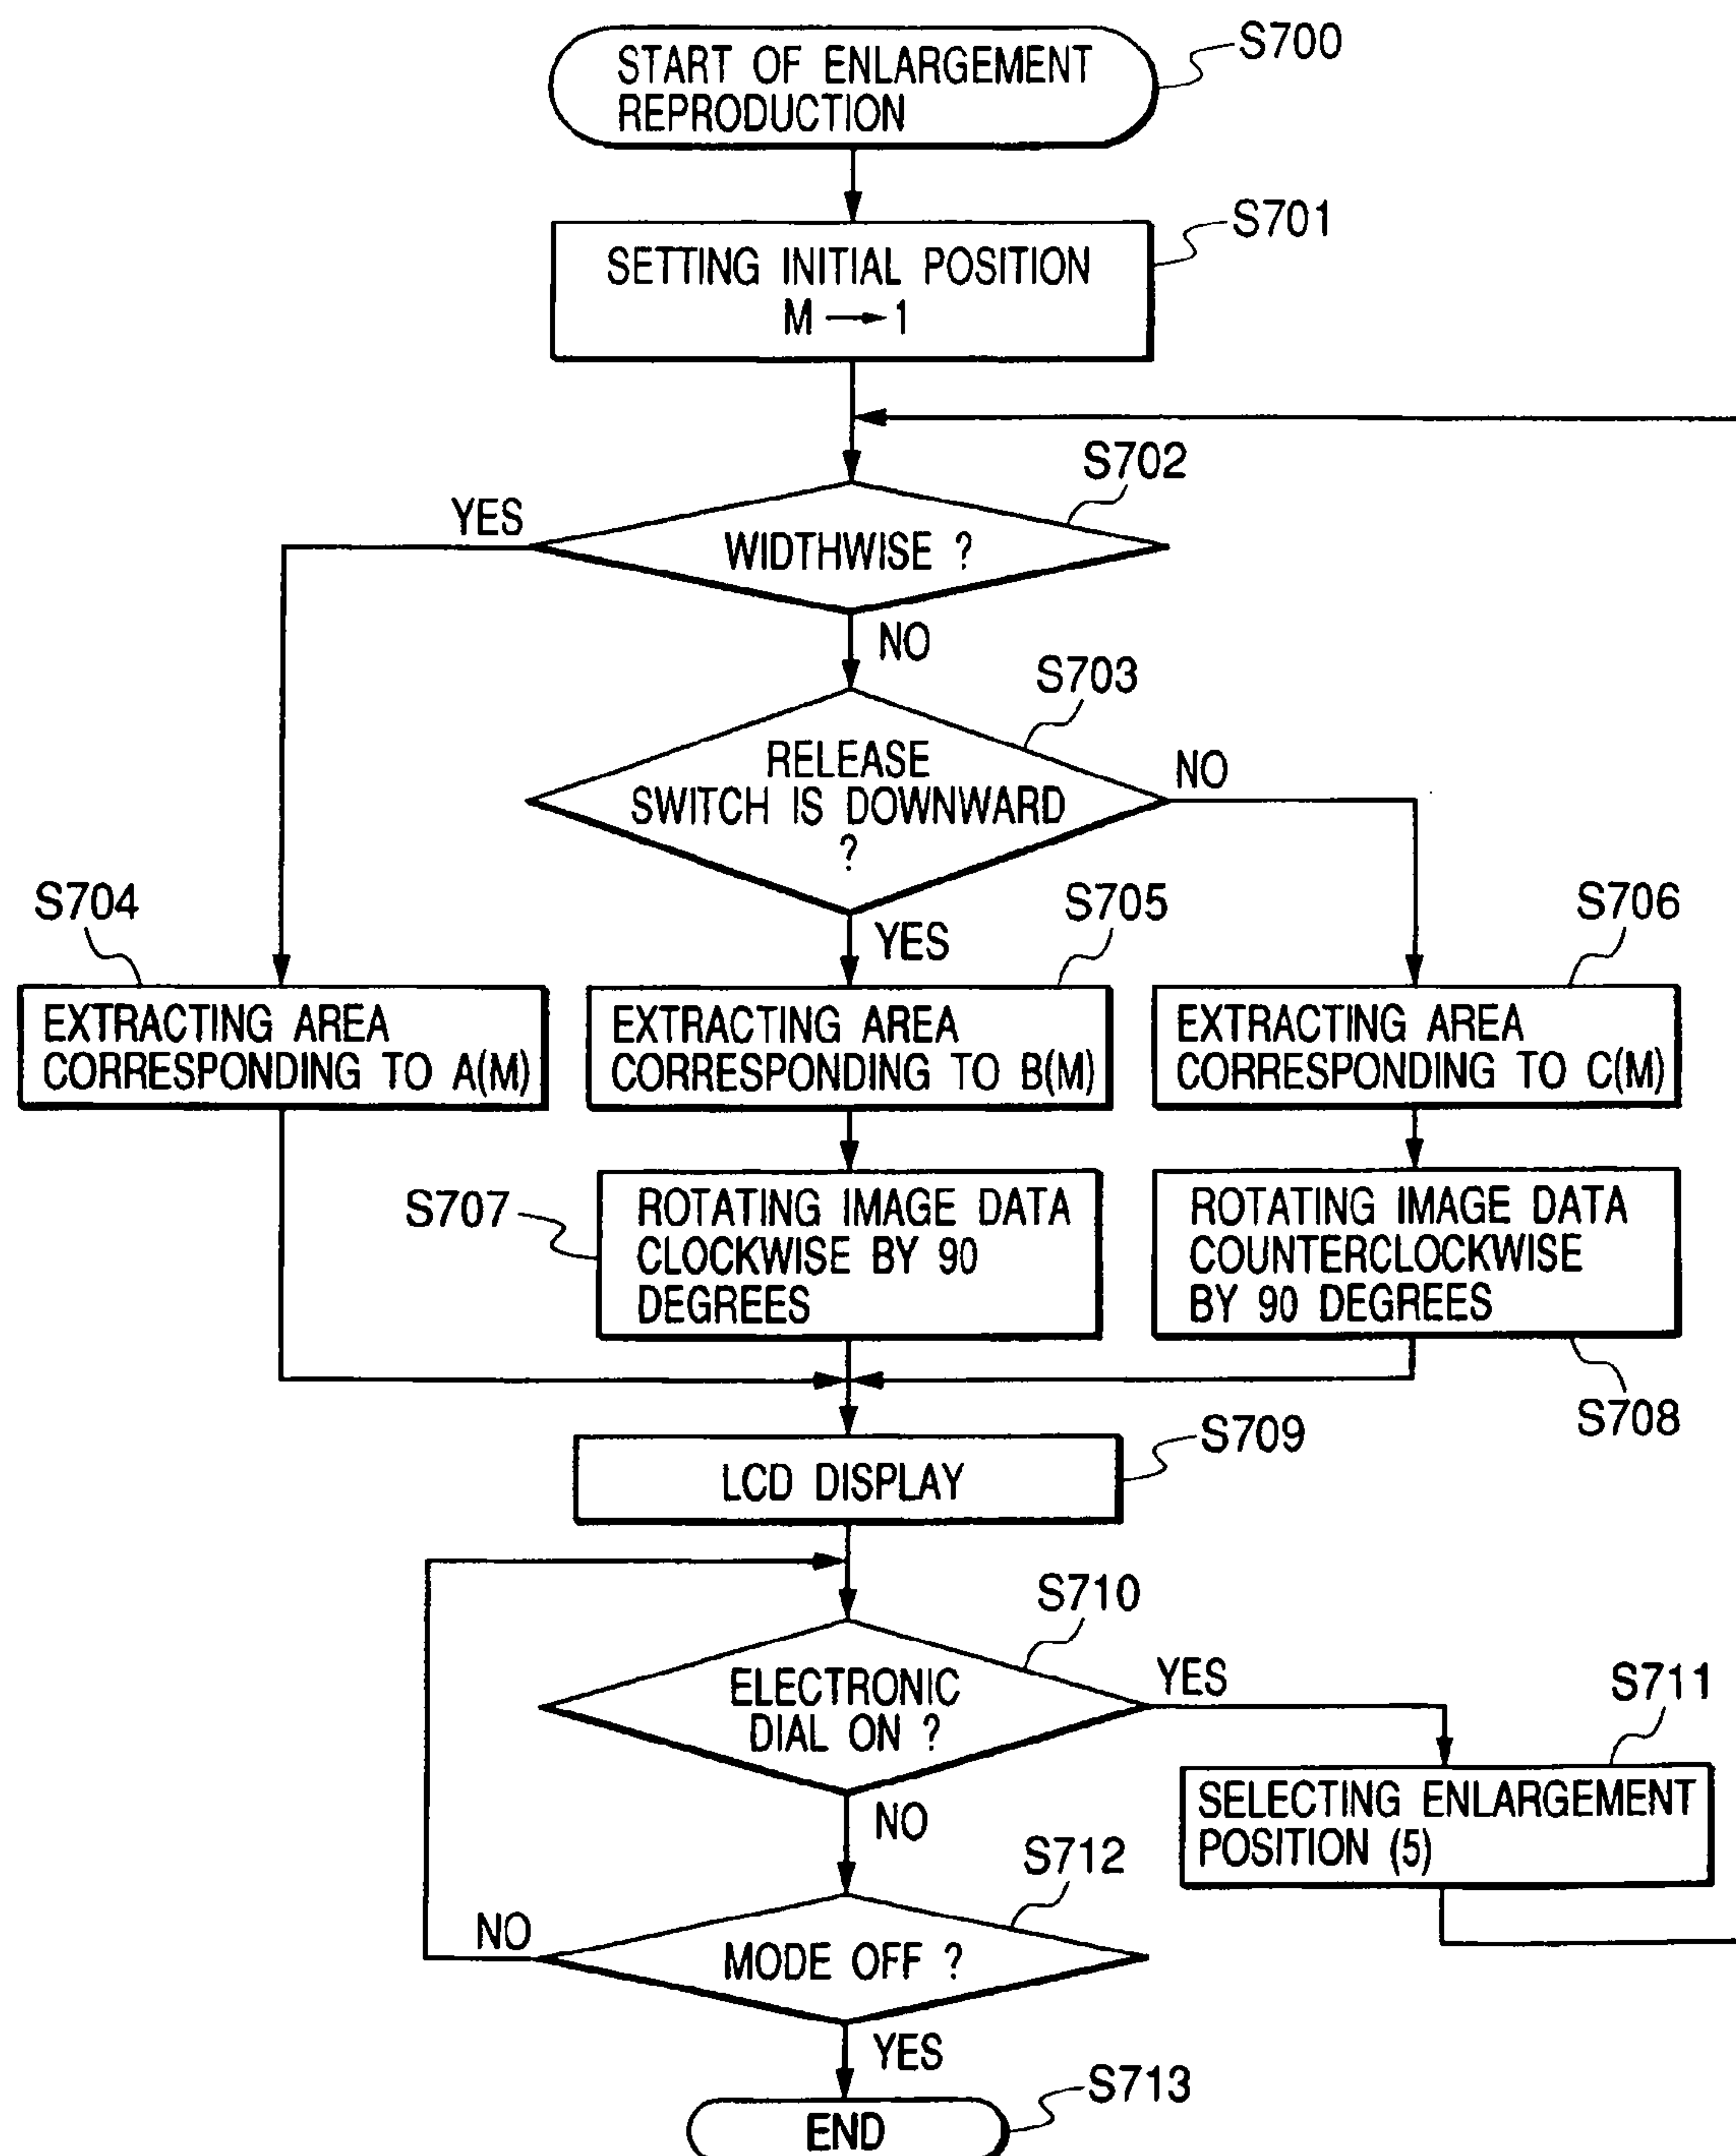 START OF ENLARGEMENT
REPRODUCTION
S700
SETTING INITIAL POSITION
M → 1
S701
S702
YES
WIDTHWISE ?
NO
S703
RELEASE
SWITCH IS DOWNWARD
?
NO
YES
S704
S705
S706
EXTRACTING AREA
CORRESPONDING TO A(M)
EXTRACTING AREA
CORRESPONDING TO B(M)
EXTRACTING AREA
CORRESPONDING TO C(M)
S707
ROTATING IMAGE DATA
CLOCKWISE BY 90
DEGREES
ROTATING IMAGE DATA
COUNTERCLOCKWISE
BY 90 DEGREES
S708
S709
LCD DISPLAY
S710
ELECTRONIC
DIAL ON ?
YES
S711
SELECTING ENLARGEMENT
POSITION (5)
NO
S712
NO
MODE OFF ?
YES
S713
END